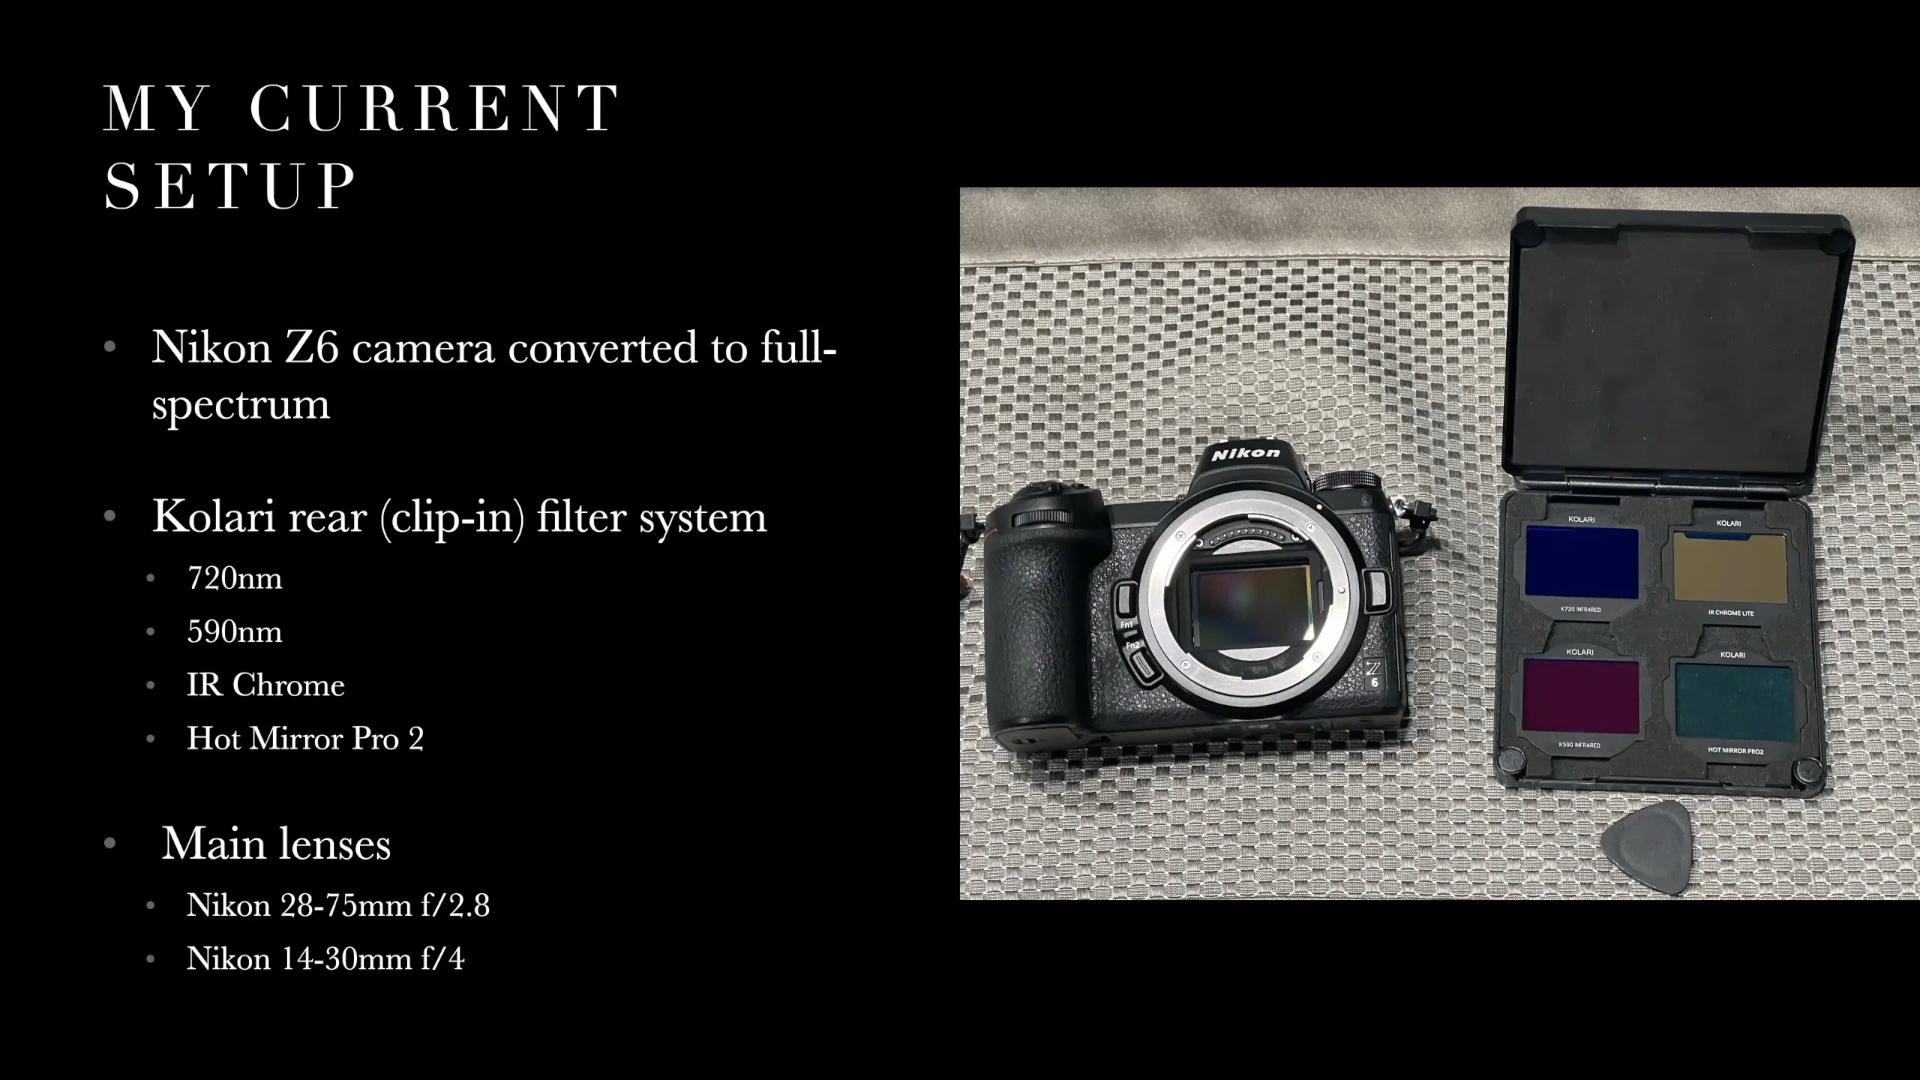 MY CURRENT
SETUP
• Nikon Z6 camera converted to full-
spectrum
• Kolari rear (clip-in) filter system
• 720nm
• 590nm
• IR Chrome
• Hot Mirror Pro 2
• Main lenses
• Nikon 28-75mm f/2.8
• Nikon 14-30mm f/4
Nikon
Fn1
Fn2
Z
6
KOLARI
K720 INFRARED
KOLARI
IR CHROME LITE
KOLARI
K590 INFRARED
KOLARI
HOT MIRROR PRO2